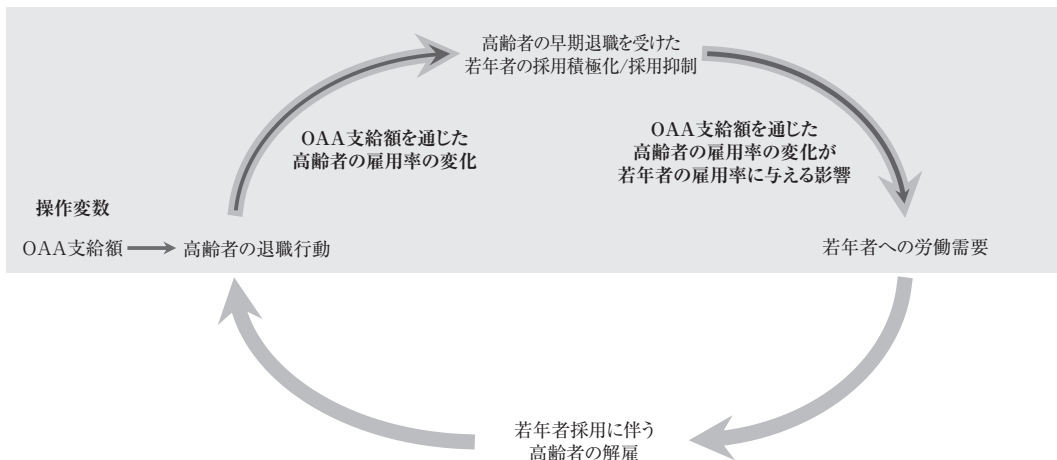 高齢者の早期退職を受けた
若年者の採用積極化/採用抑制
OAA支給額を通じた
高齢者の雇用率の変化
OAA支給額を通じた
高齢者の雇用率の変化が
若年者の雇用率に与える影響
操作変数
OAA支給額
高齢者の退職行動
若年者への労働需要
若年者採用に伴う
高齢者の解雇